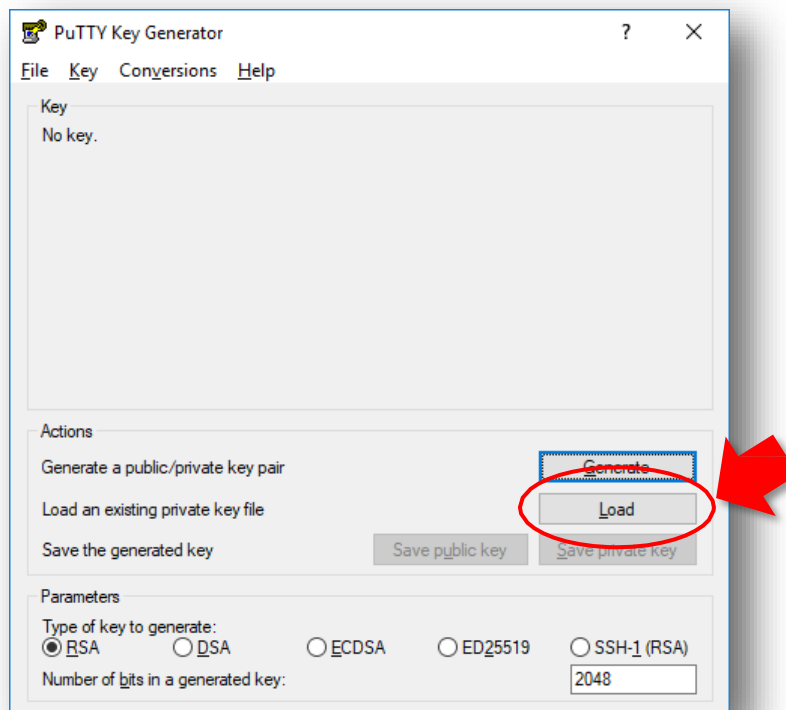 PuTTY Key Generator ?
File Key Conversions Help
Key
No key.
Actions
Generate a public/private key pair Generate
Load an existing private key file Load
Save the generated key Save public key Save private key
Parameters
Type of key to generate:
RSA DSA ECDSA ED25519 SSH-1 (RSA)
Number of bits in a generated key: 2048